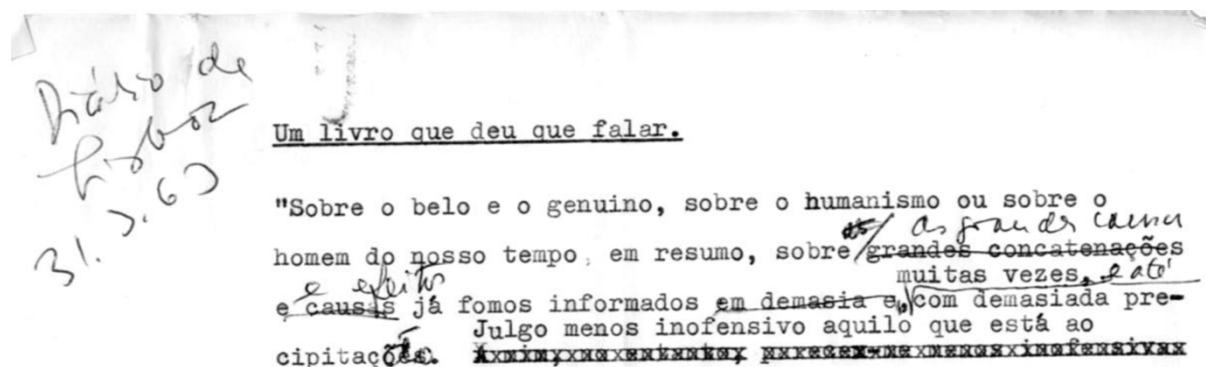 Diário de
Lisboa
31.3.63
Um livro que deu que falar.
"Sobre o belo e o genuino, sobre o humanismo ou sobre o
as grandes causas
homem do nosso tempo, em resumo, sobre grandes concatenações
e efeitos
muitas vezes, e até
e causas já fomos informados em demasia e, com demasiada pre-
Julgo menos inofensivo aquilo que está ao
cipitação.